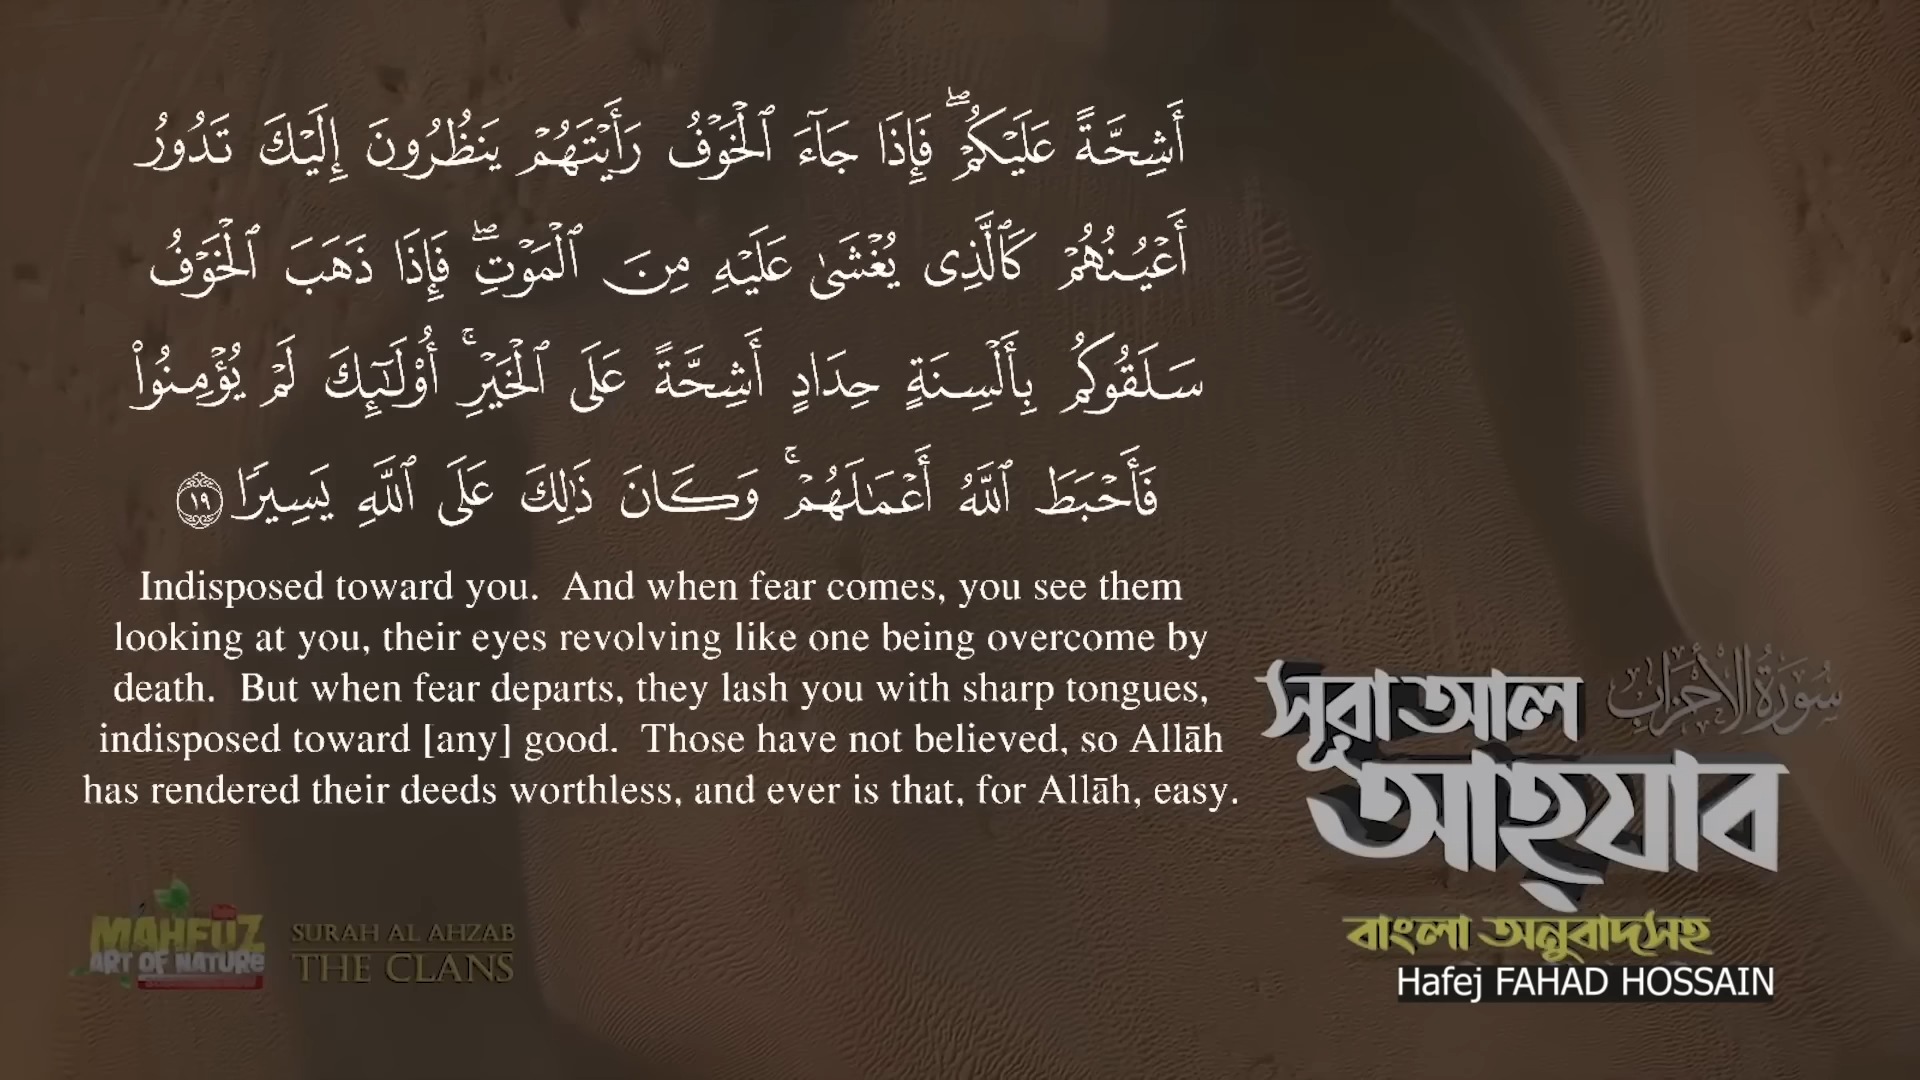 أَشِحَّةً عَلَيْكُمْ ۖ فَإِذَا جَآءَ ٱلْخَوْفُ رَأَيْتَهُمْ يَنظُرُونَ إِلَيْكَ تَدُورُ
أَعْيُنُهُمْ كَٱلَّذِى يُغْشَىٰ عَلَيْهِ مِنَ ٱلْمَوْتِ ۖ فَإِذَا ذَهَبَ ٱلْخَوْفُ
سَلَقُوكُم بِأَلْسِنَةٍ حِدَادٍ أَشِحَّةً عَلَى ٱلْخَيْرِ ۚ أُو۟لَـٰٓئِكَ لَمْ يُؤْمِنُوا۟
فَأَحْبَطَ ٱللَّهُ أَعْمَـٰلَهُمْ ۚ وَكَانَ ذَٰلِكَ عَلَى ٱللَّهِ يَسِيرًا ١٩
Indisposed toward you. And when fear comes, you see them
looking at you, their eyes revolving like one being overcome by
death. But when fear departs, they lash you with sharp tongues,
indisposed toward [any] good. Those have not believed, so Allāh
has rendered their deeds worthless, and ever is that, for Allāh, easy.
সূরা আল
سورة الأحزاب
আহ্যাব
বাংলা অনুবাদসহ
Hafej FAHAD HOSSAIN
MAHFUZ
ART OF NATURE
SURAH AL AHZAB
THE CLANS